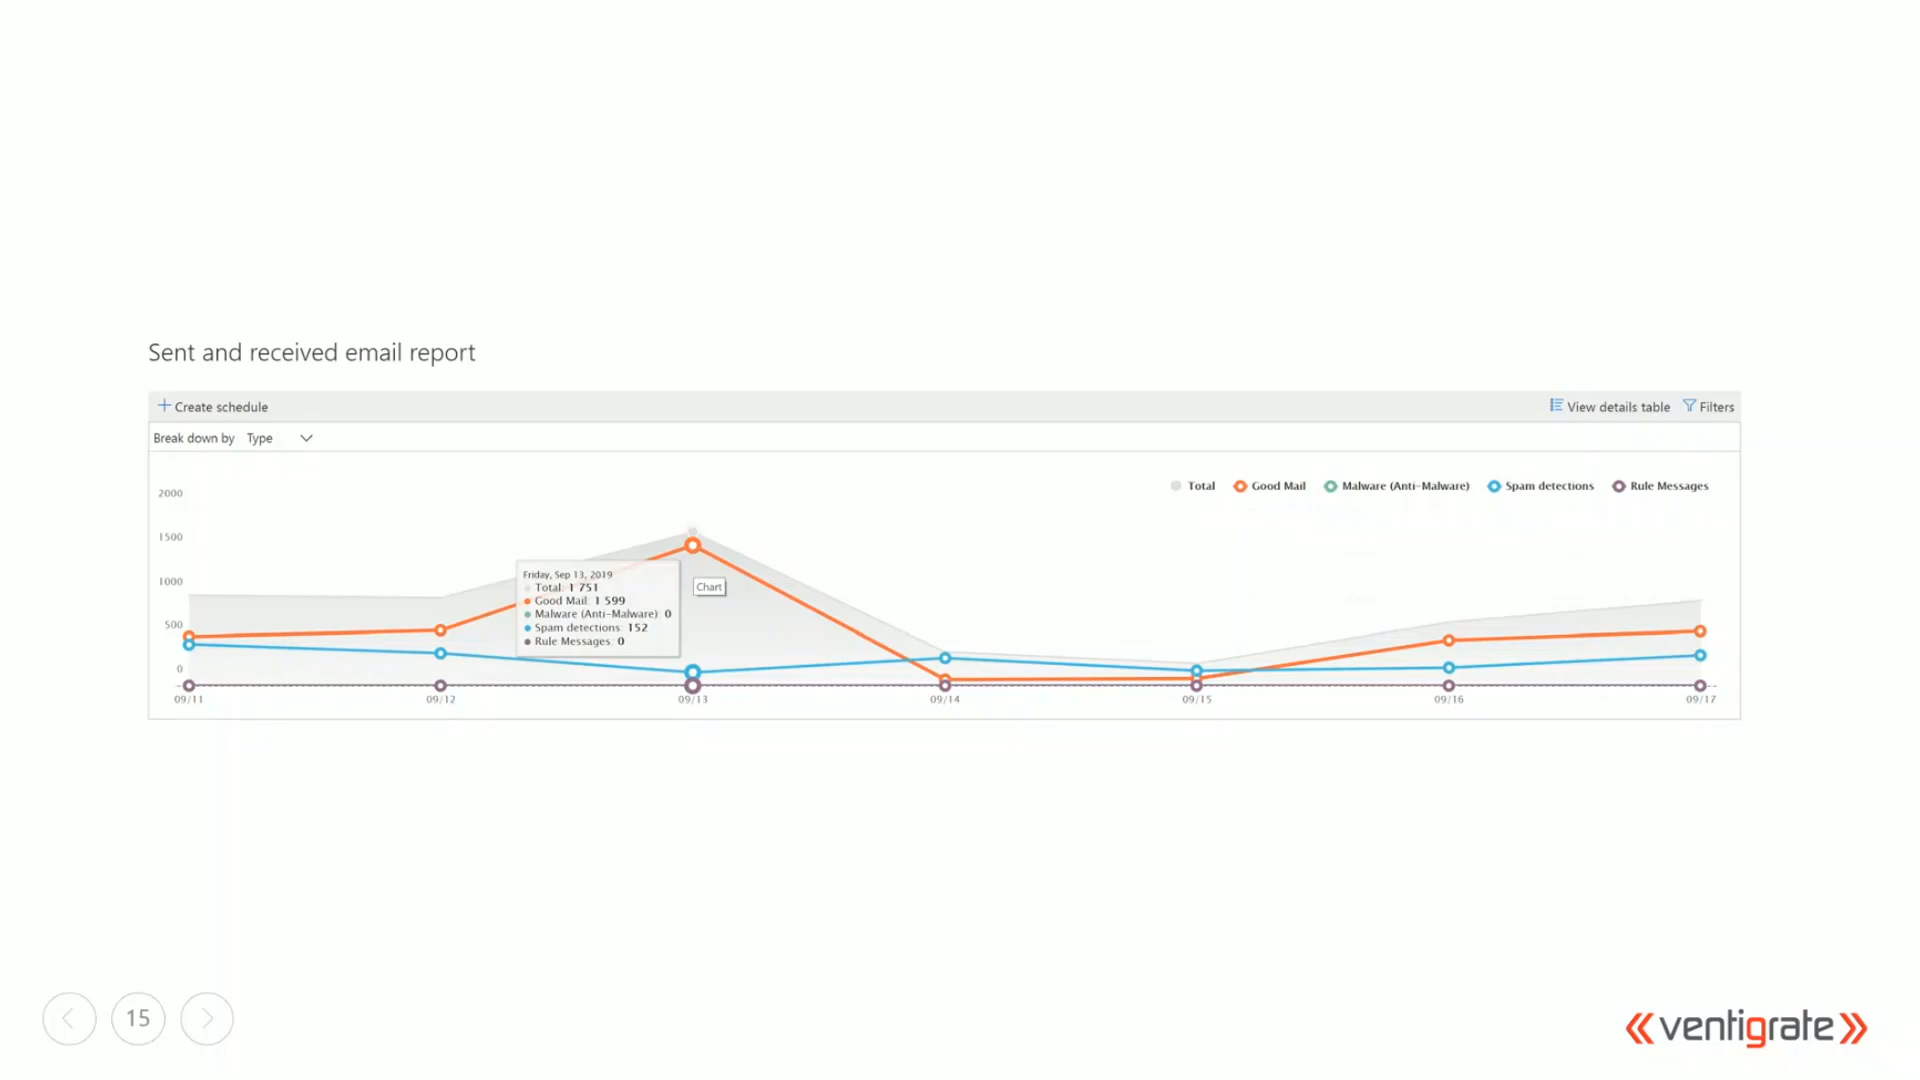 Sent and received email report
Create schedule
View details table
Filters
Break down by Type
Total
Good Mail
Malware (Anti-Malware)
Spam detections
Rule Messages
2000
1500
1000
500
0
Friday, Sep 13, 2019
Total: 1 751
Good Mail: 1 599
Malware (Anti-Malware): 0
Spam detections: 152
Rule Messages: 0
Chart
09/11
09/12
09/13
09/14
09/15
09/16
09/17
15
ventigrate